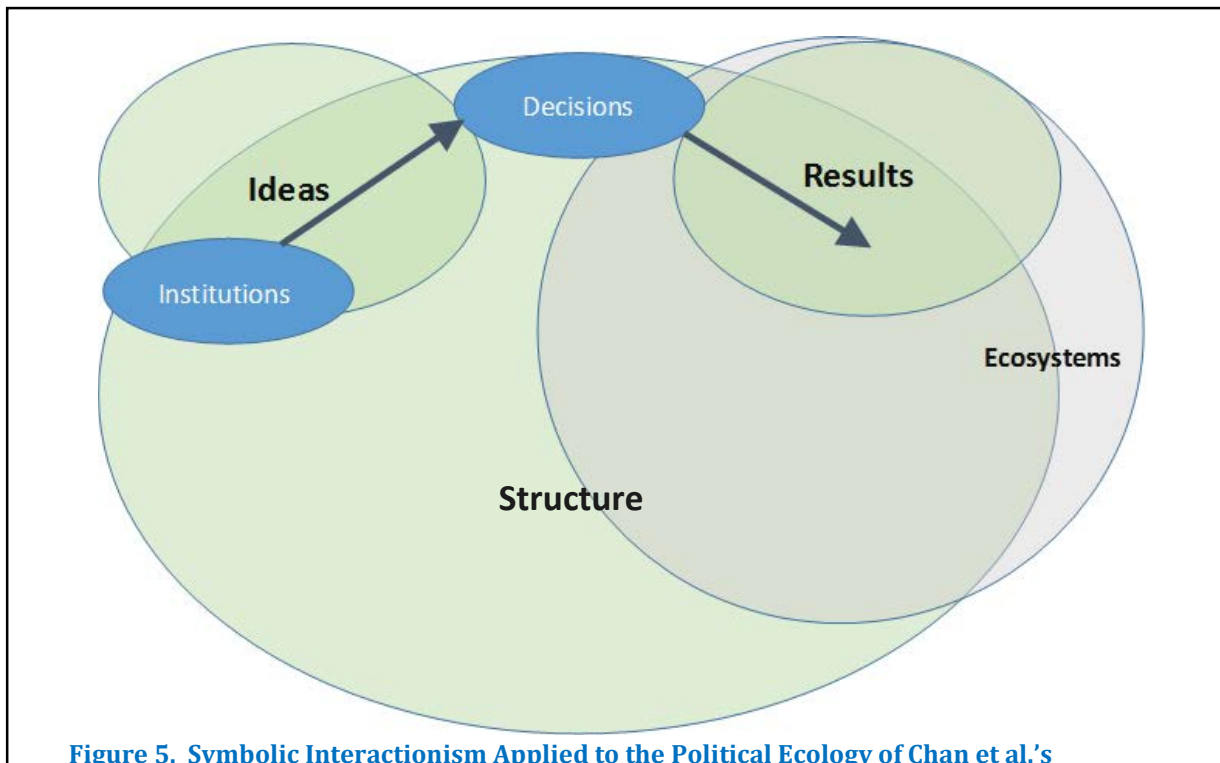 Decisions
Ideas
Results
Institutions
Ecosystems
Structure
Figure 5.  Symbolic Interactionism Applied to the Political Ecology of Chan et al.’s